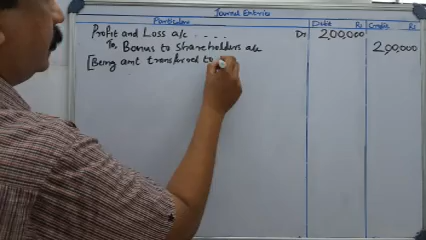 Journal Entries
Particulars Debit Rs Credit Rs
Profit and Loss a/c . . . . Dr 2,00,000
To, Bonus to Shareholders a/c 2,00,000
[Being amt transferred to